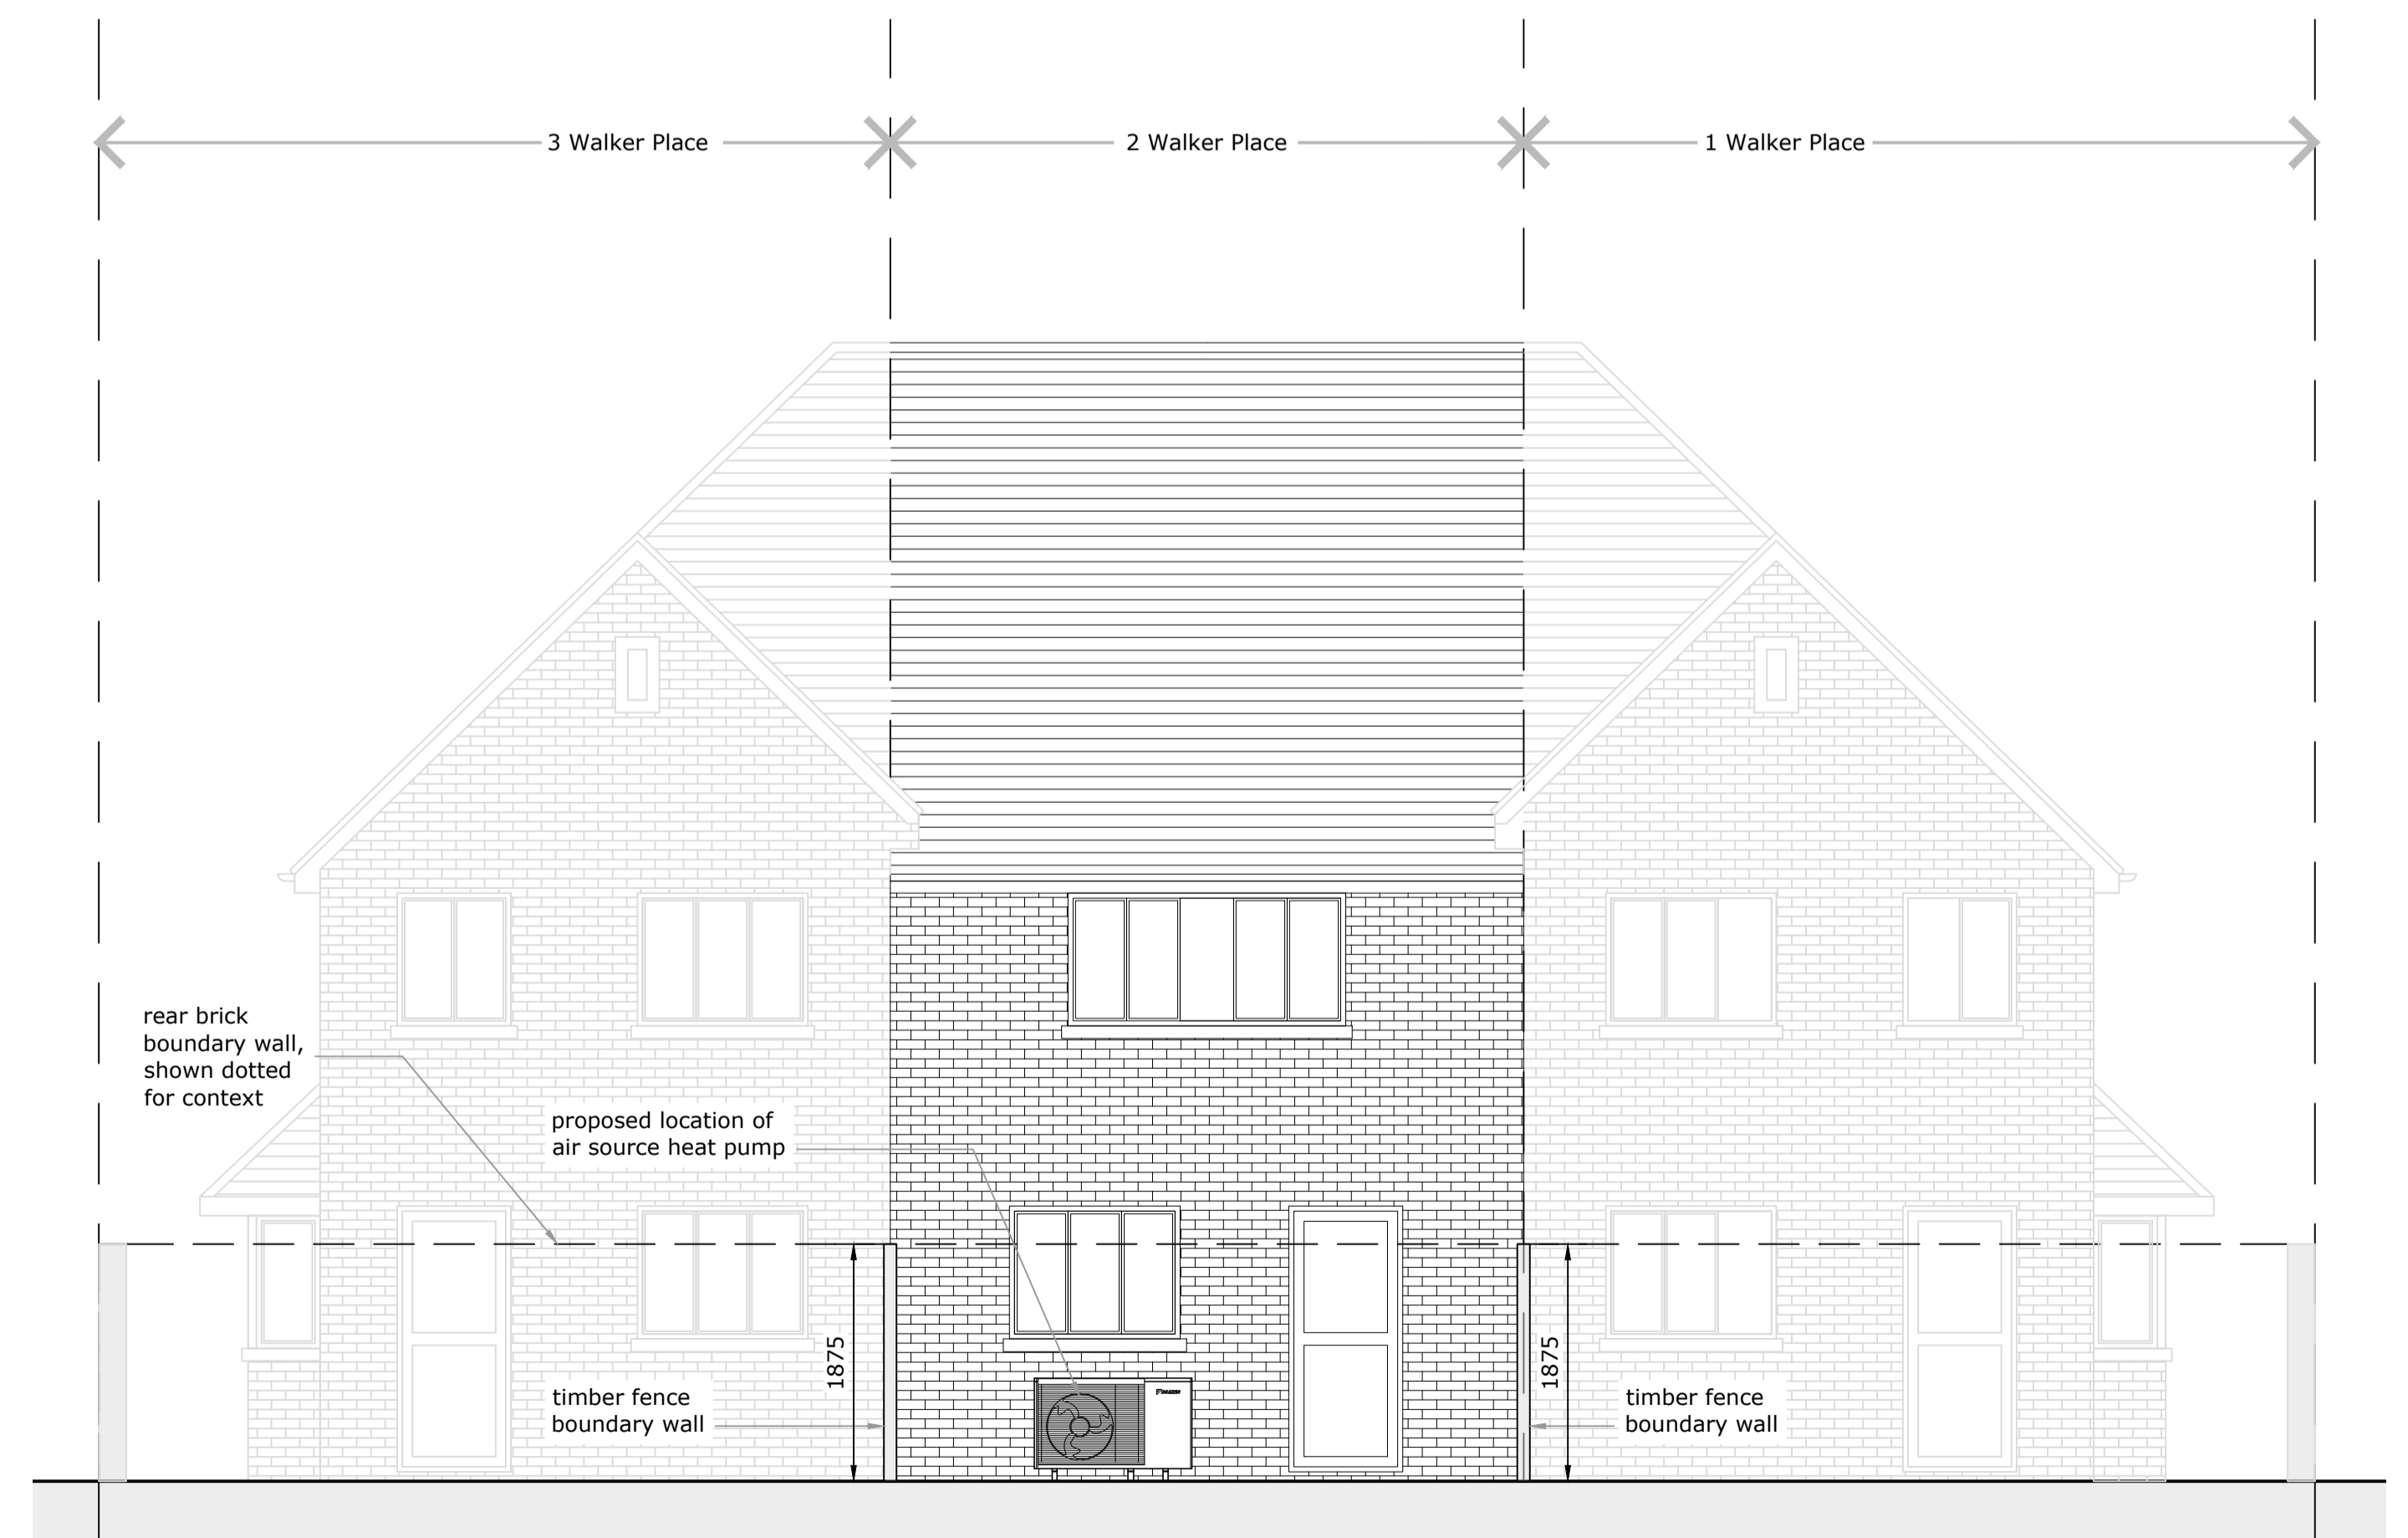 3 Walker Place
2 Walker Place
1 Walker Place
rear brick
boundary wall,
shown dotted
for context
proposed location of
air source heat pump
1875
1875
timber fence
boundary wall
DAIKIN
timber fence
boundary wall